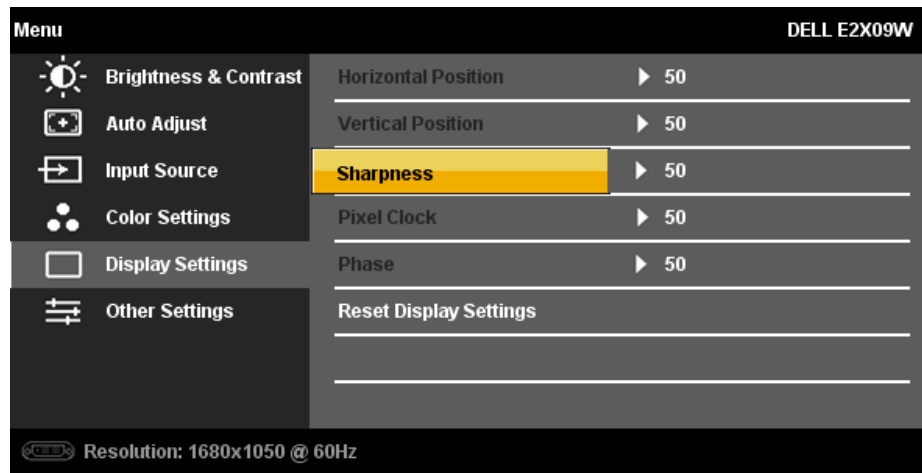 Menu DELL E2X09W
Brightness & Contrast Horizontal Position 50
Auto Adjust Vertical Position 50
Input Source Sharpness 50
Color Settings Pixel Clock 50
Display Settings Phase 50
Other Settings Reset Display Settings
Resolution: 1680x1050 @ 60Hz